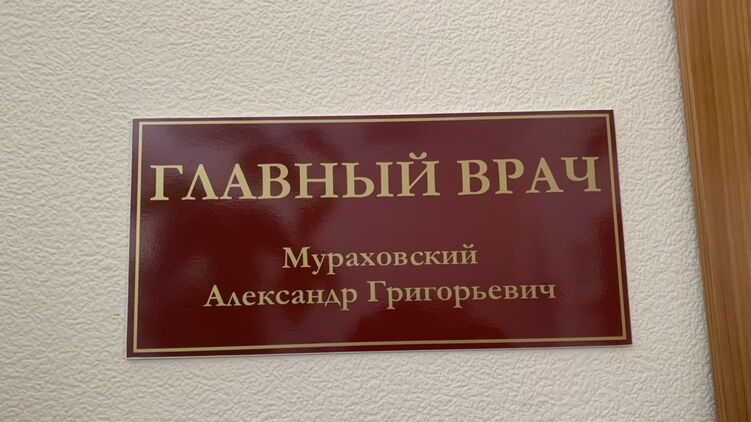 ГЛАВНЫЙ ВРАЧ
Мураховский
Александр Григорьевич